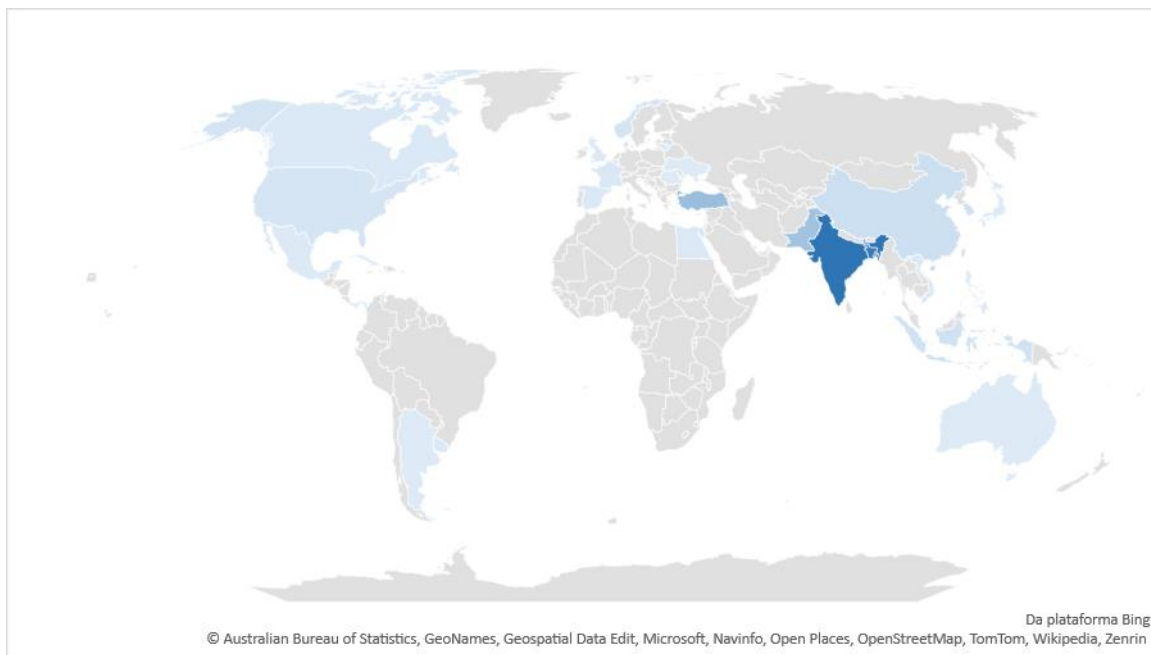 Da plataforma Bing
© Australian Bureau of Statistics, GeoNames, Geospatial Data Edit, Microsoft, Navinfo, Open Places, OpenStreetMap, TomTom, Wikipedia, Zenrin